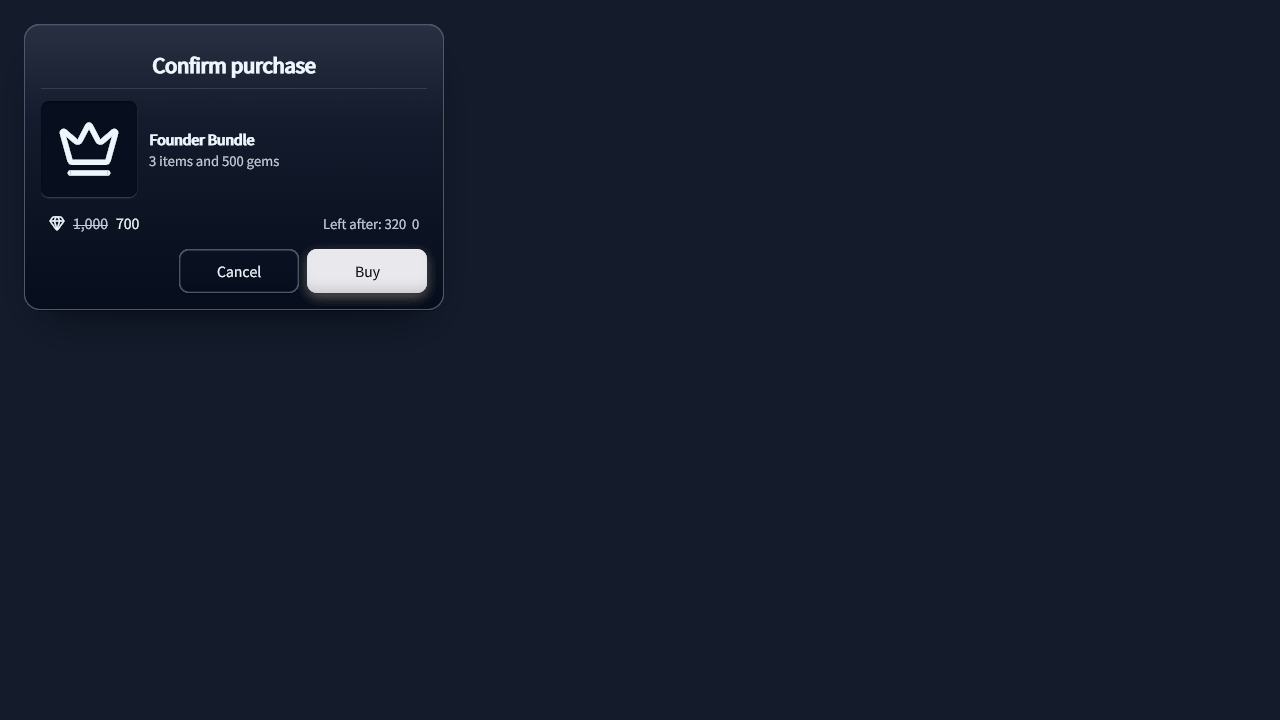 Confirm purchase
Founder Bundle
3 items and 500 gems
1,000 700 Left after: 320 0
Cancel Buy